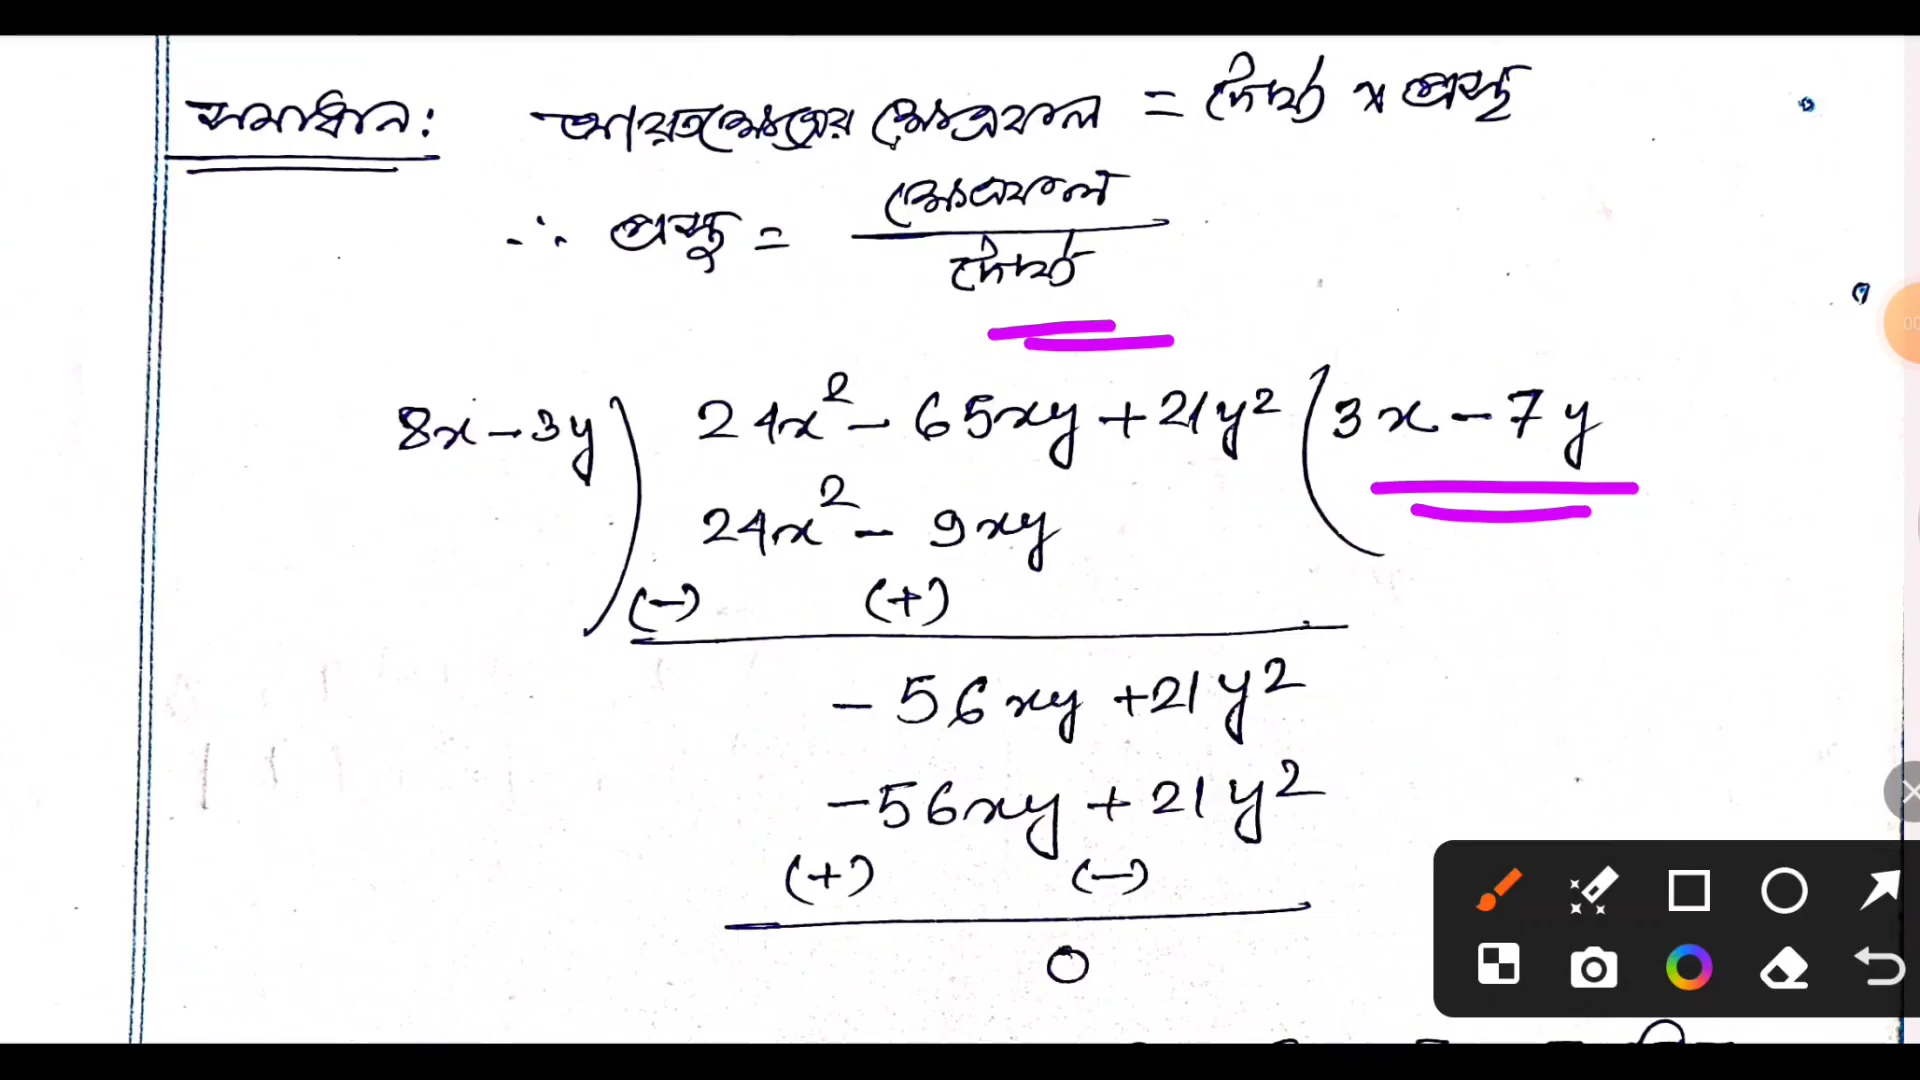 সমাধান: আয়তক্ষেত্রের ক্ষেত্রফল = দৈর্ঘ্য × প্রস্থ
∴ প্রস্থ = ক্ষেত্রফল / দৈর্ঘ্য
8x - 3y ) 24x² - 65xy + 21y² ( 3x - 7y
24x² - 9xy
(-) (+)
- 56xy + 21y²
- 56xy + 21y²
(+) (-)
0